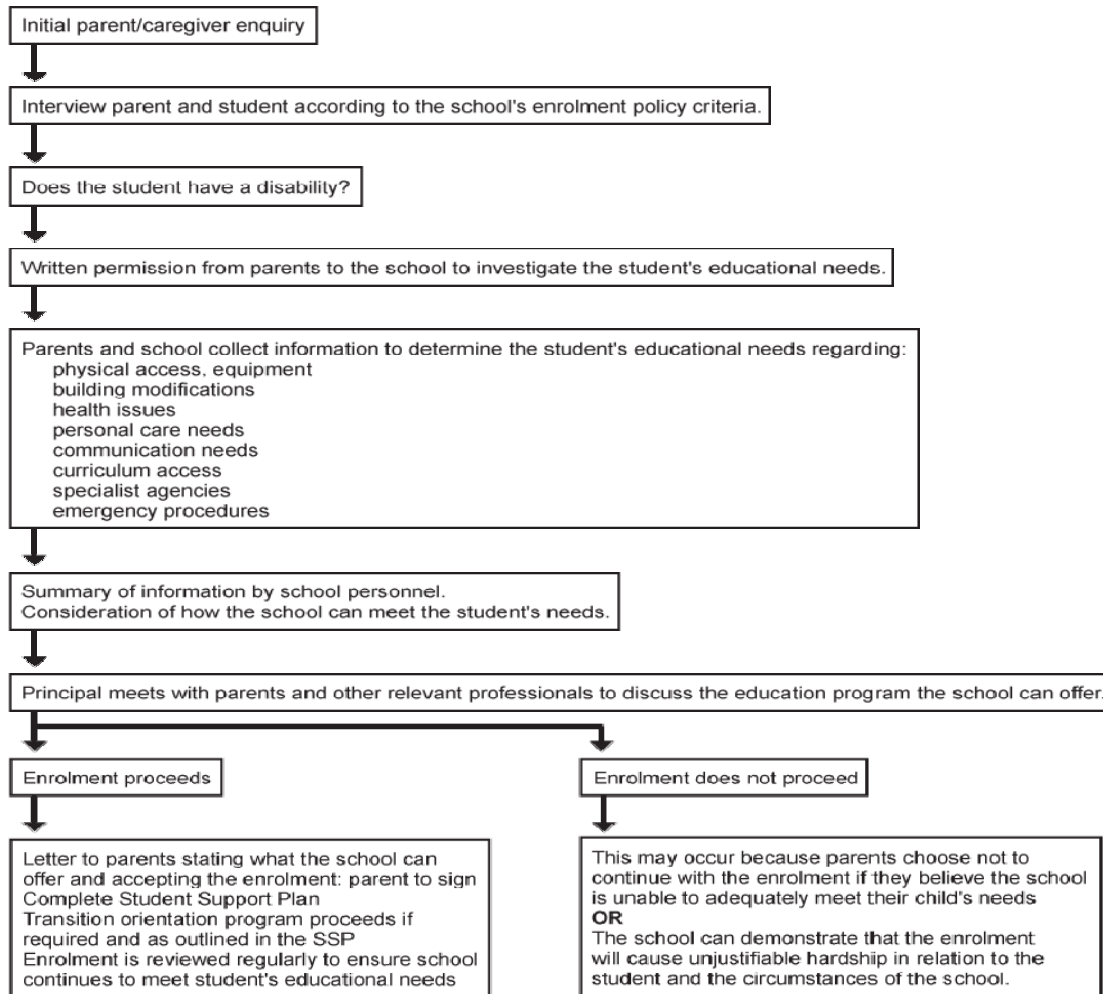 Initial parent/caregiver enquiry
Interview parent and student according to the school's enrolment policy criteria.
Does the student have a disability?
Written permission from parents to the school to investigate the student's educational needs.
Parents and school collect information to determine the student's educational needs regarding:
physical access, equipment
building modifications
health issues
personal care needs
communication needs
curriculum access
specialist agencies
emergency procedures
Summary of information by school personnel.
Consideration of how the school can meet the student's needs.
Principal meets with parents and other relevant professionals to discuss the education program the school can offer.
Enrolment proceeds
Enrolment does not proceed
Letter to parents stating what the school can
offer and accepting the enrolment: parent to sign
Complete Student Support Plan
Transition orientation program proceeds if
required and as outlined in the SSP
Enrolment is reviewed regularly to ensure school
continues to meet student's educational needs
This may occur because parents choose not to
continue with the enrolment if they believe the school
is unable to adequately meet their child's needs
OR
The school can demonstrate that the enrolment
will cause unjustifiable hardship in relation to the
student and the circumstances of the school.